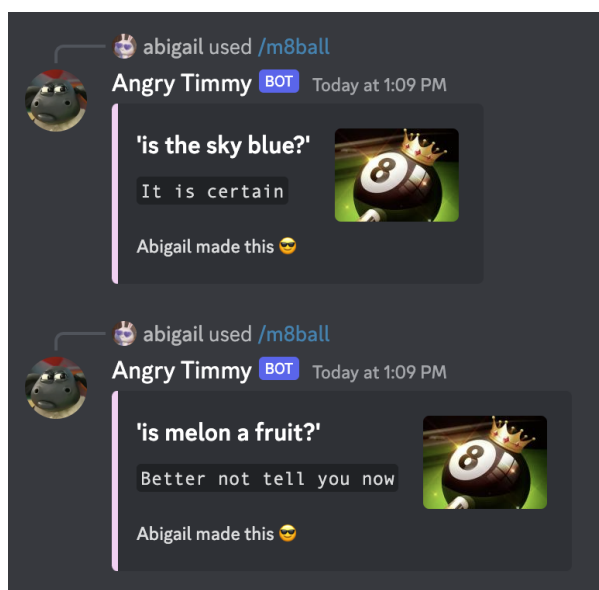 abigail used /m8ball
Angry Timmy BOT Today at 1:09 PM
'is the sky blue?'
8
It is certain
Abigail made this 😎
abigail used /m8ball
Angry Timmy BOT Today at 1:09 PM
'is melon a fruit?'
8
Better not tell you now
Abigail made this 😎